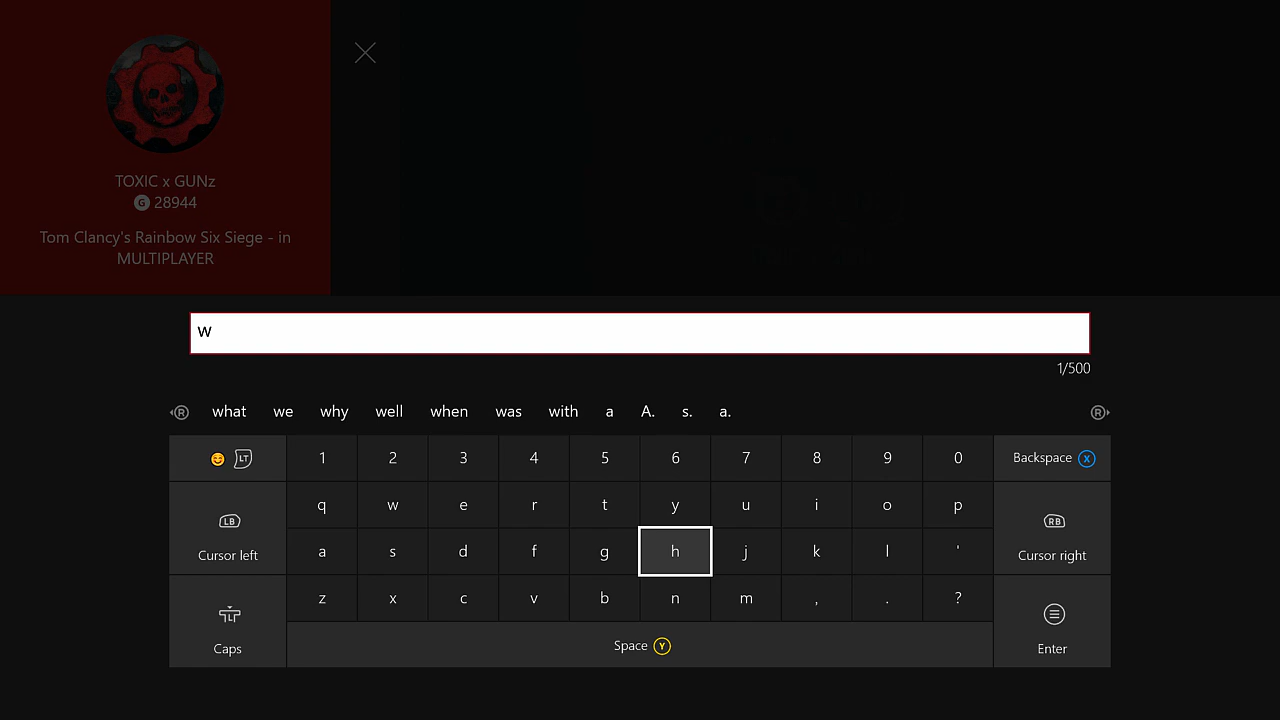 TOXIC x GUNz
G 28944
Tom Clancy's Rainbow Six Siege - in
MULTIPLAYER
w
1/500
R what we why well when was with a A. s. a. R
LT 1 2 3 4 5 6 7 8 9 0 Backspace X
q w e r t y u i o p
LB RB
a s d f g h j k l '
Cursor left Cursor right
z x c v b n m , . ?
LT
Caps Space Y Enter